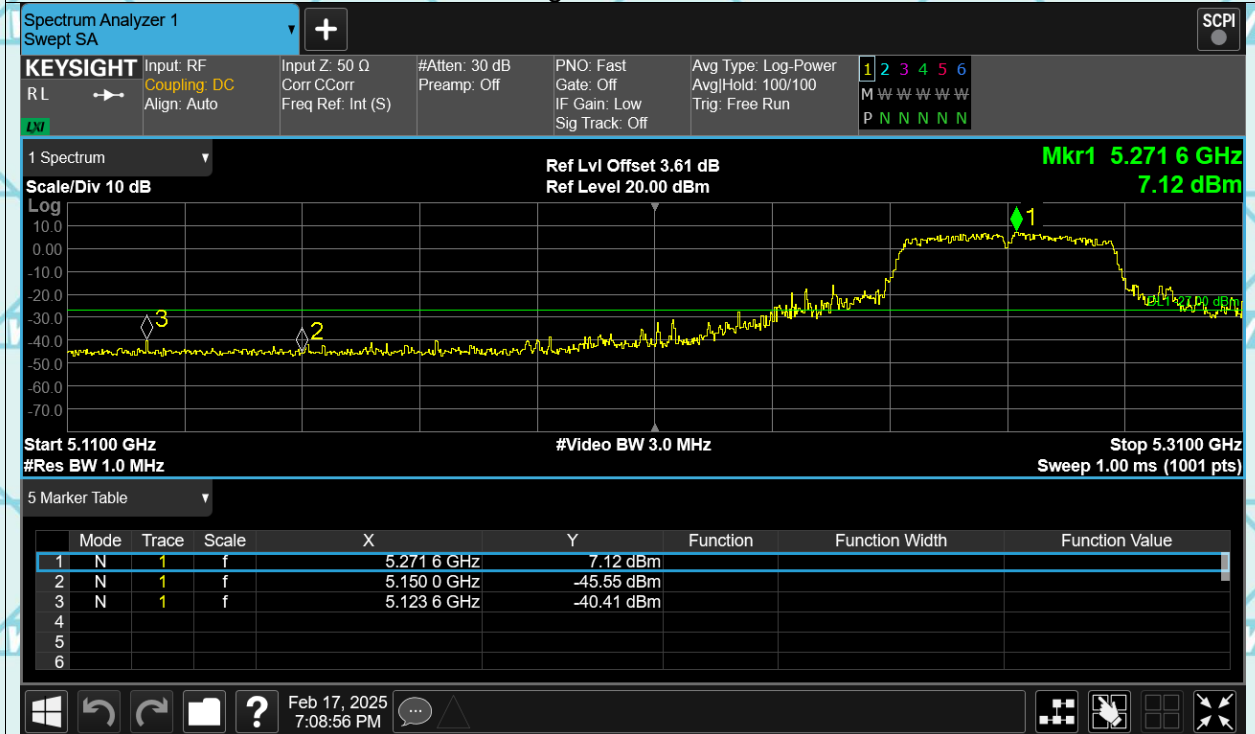 Spectrum Analyzer 1
Swept SA
SCPI
KEYSIGHT
R L
LXI
Input: RF
Coupling: DC
Align: Auto
Input Z: 50 Ω
Corr CCorr
Freq Ref: Int (S)
#Atten: 30 dB
Preamp: Off
PNO: Fast
Gate: Off
IF Gain: Low
Sig Track: Off
Avg Type: Log-Power
Avg|Hold: 100/100
Trig: Free Run
1 2 3 4 5 6
M W W W W W
P N N N N N
1 Spectrum
Scale/Div 10 dB
Ref Lvl Offset 3.61 dB
Ref Level 20.00 dBm
Mkr1 5.271 6 GHz
7.12 dBm
Log
10.0
0.00
-10.0
-20.0
-30.0
-40.0
-50.0
-60.0
-70.0
1
2
3
DL1 -27.00 dBm
Start 5.1100 GHz
#Video BW 3.0 MHz
Stop 5.3100 GHz
#Res BW 1.0 MHz
Sweep 1.00 ms (1001 pts)
5 Marker Table
Mode Trace Scale X Y Function Function Width Function Value
1 N 1 f 5.271 6 GHz 7.12 dBm
2 N 1 f 5.150 0 GHz -45.55 dBm
3 N 1 f 5.123 6 GHz -40.41 dBm
4
5
6
?
Feb 17, 2025
7:08:56 PM